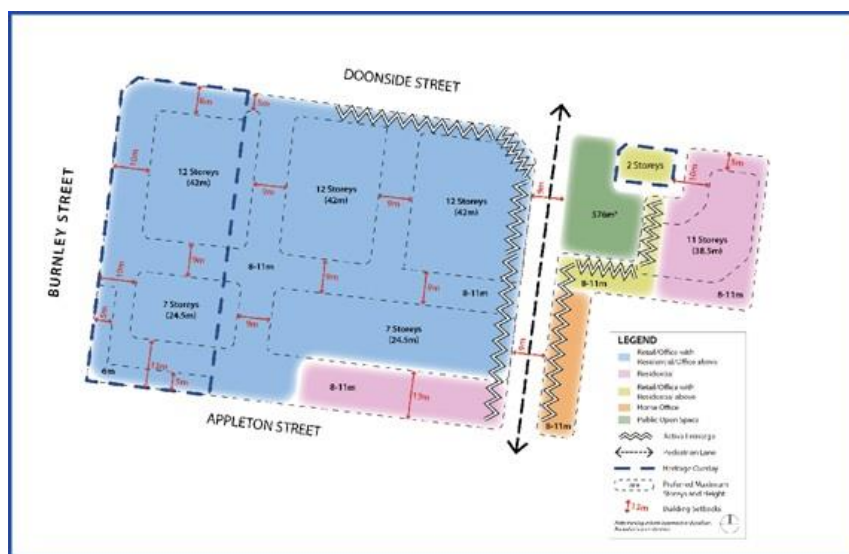 DOONSIDE STREET
BURNLEY STREET
APPLETON STREET
6m
5m
10m
12 Storeys
(42m)
9m
12 Storeys
(42m)
9m
12 Storeys
(42m)
9m
2 Storeys
10m
5m
576m²
11 Storeys
(38.5m)
8-11m
8-11m
9m
8-11m
9m
8-11m
9m
10m
7 Storeys
(24.5m)
9m
7 Storeys
(24.5m)
5m
13m
5m
6m
8-11m
13m
9m
8-11m
LEGEND
Retail/Office with
Residential/Office above
Residential
Retail/Office with
Residential above
Home Office
Public Open Space
Active Frontage
Pedestrian Lane
Heritage Overlay
Preferred Maximum
Storeys and Height
12m
Building Setbacks